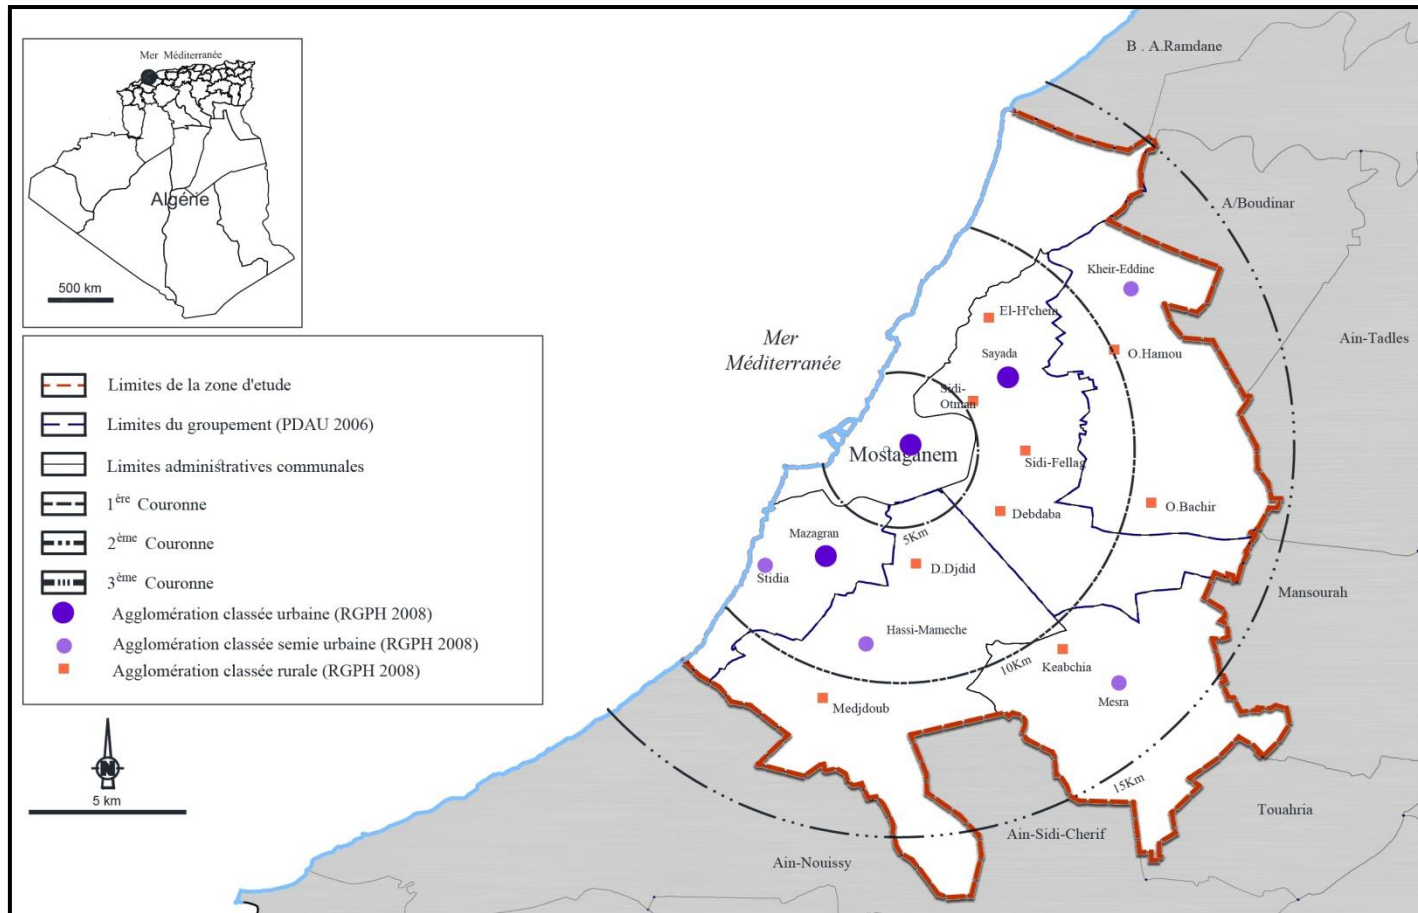 Mer Méditerranée
Algérie
500 km
Limites de la zone d'etude
Limites du groupement (PDAU 2006)
Limites administratives communales
1ère Couronne
2ème Couronne
3ème Couronne
Agglomération classée urbaine (RGPH 2008)
Agglomération classée semie urbaine (RGPH 2008)
Agglomération classée rurale (RGPH 2008)
N
5 km
B . A.Ramdane
A/Boudinar
Kheir-Eddine
El-H'chem
Mer
Méditerranée
Ain-Tadles
O.Hamou
Sayada
Sidi-
Otman
Mostaganem
Sidi-Fellag
O.Bachir
Debdaba
Mazagran
5Km
D.Djdid
Stidia
Mansourah
Hassi-Mameche
10Km
Keabchia
Mesra
Medjdoub
15Km
Touahria
Ain-Sidi-Cherif
Ain-Nouissy